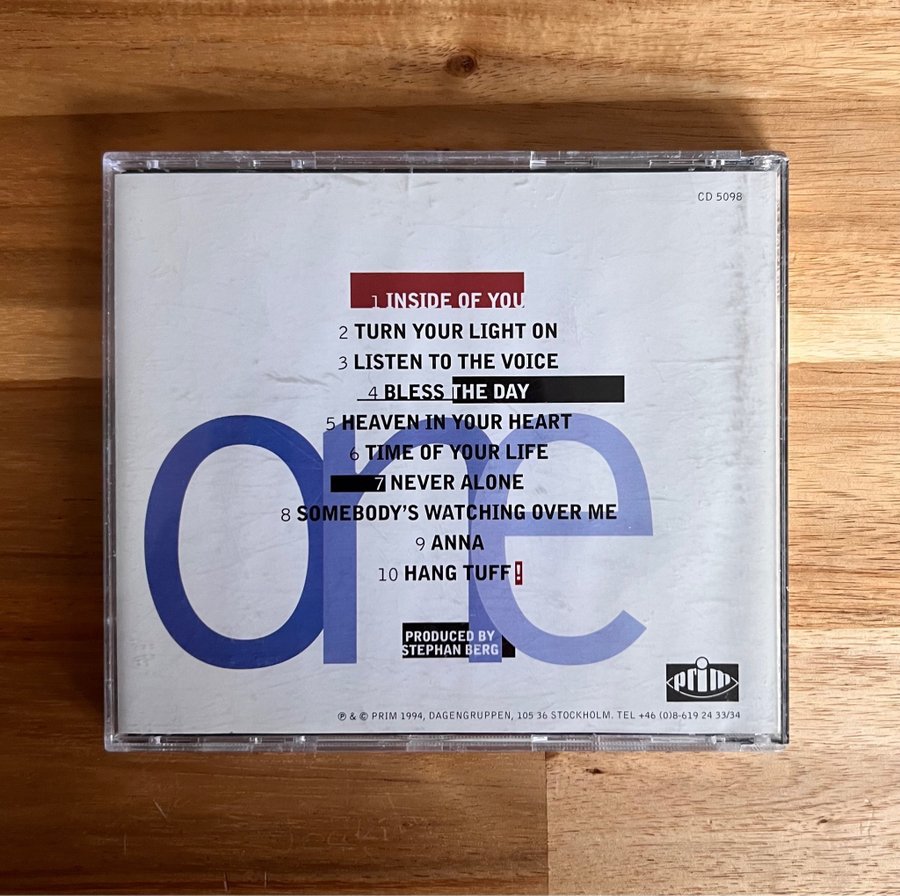 CD 5098
1 INSIDE OF YOU
2 TURN YOUR LIGHT ON
3 LISTEN TO THE VOICE
4 BLESS THE DAY
5 HEAVEN IN YOUR HEART
6 TIME OF YOUR LIFE
7 NEVER ALONE
8 SOMEBODY'S WATCHING OVER ME
9 ANNA
10 HANG TUFF!
one
PRODUCED BY
STEPHAN BERG
prim
℗ & © PRIM 1994, DAGENGRUPPEN, 105 36 STOCKHOLM. TEL +46 (0)8-619 24 33/34